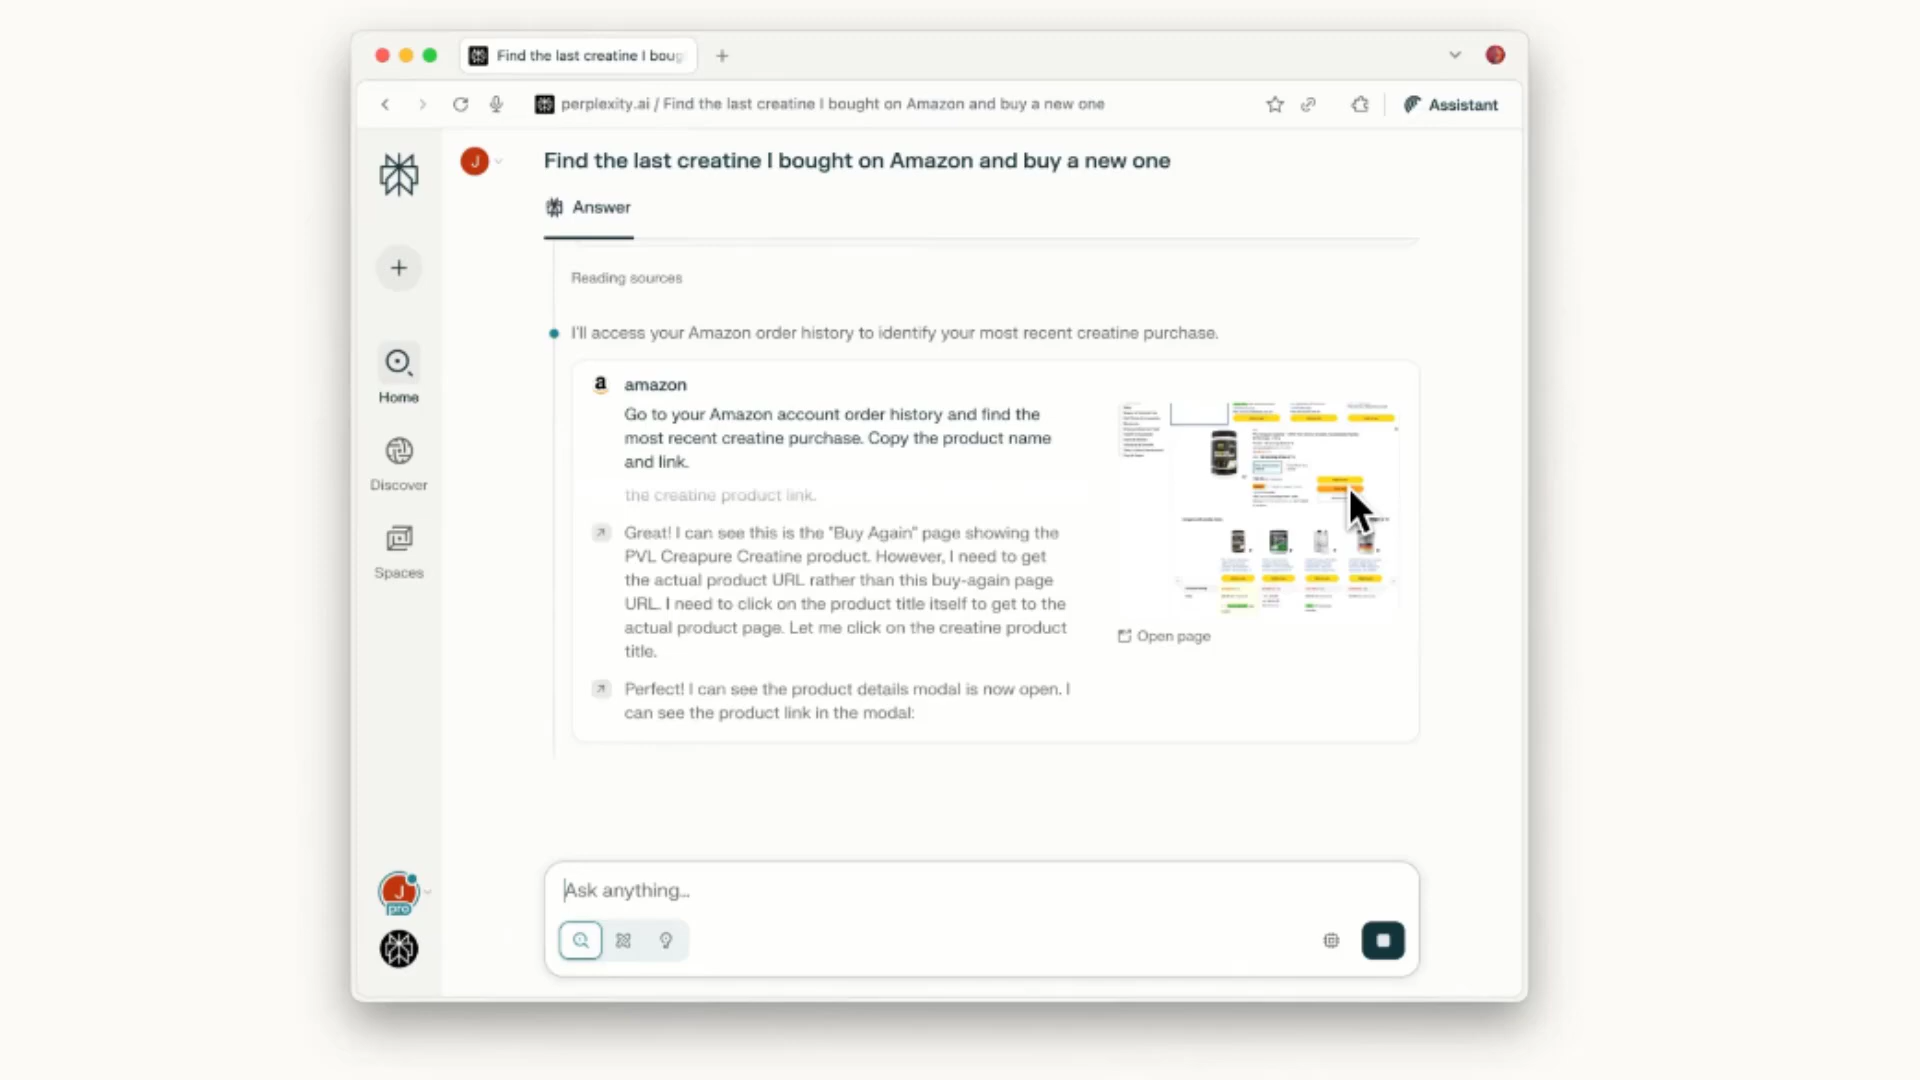 Find the last creatine I boug
perplexity.ai / Find the last creatine I bought on Amazon and buy a new one
Assistant
J
Find the last creatine I bought on Amazon and buy a new one
Answer
Reading sources
I'll access your Amazon order history to identify your most recent creatine purchase.
a
amazon
Go to your Amazon account order history and find the
most recent creatine purchase. Copy the product name
and link.
the creatine product link.
Great! I can see this is the "Buy Again" page showing the
PVL Creapure Creatine product. However, I need to get
the actual product URL rather than this buy-again page
URL. I need to click on the product title itself to get to the
actual product page. Let me click on the creatine product
title.
Perfect! I can see the product details modal is now open. I
can see the product link in the modal:
Open page
Home
Discover
Spaces
J
pro
Ask anything...